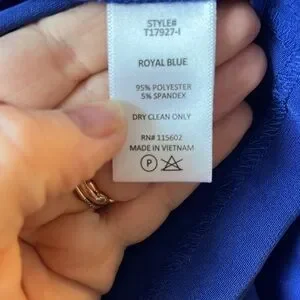 STYLE#
T17927-I
ROYAL BLUE
95% POLYESTER
5% SPANDEX
DRY CLEAN ONLY
RN# 115602
MADE IN VIETNAM
P